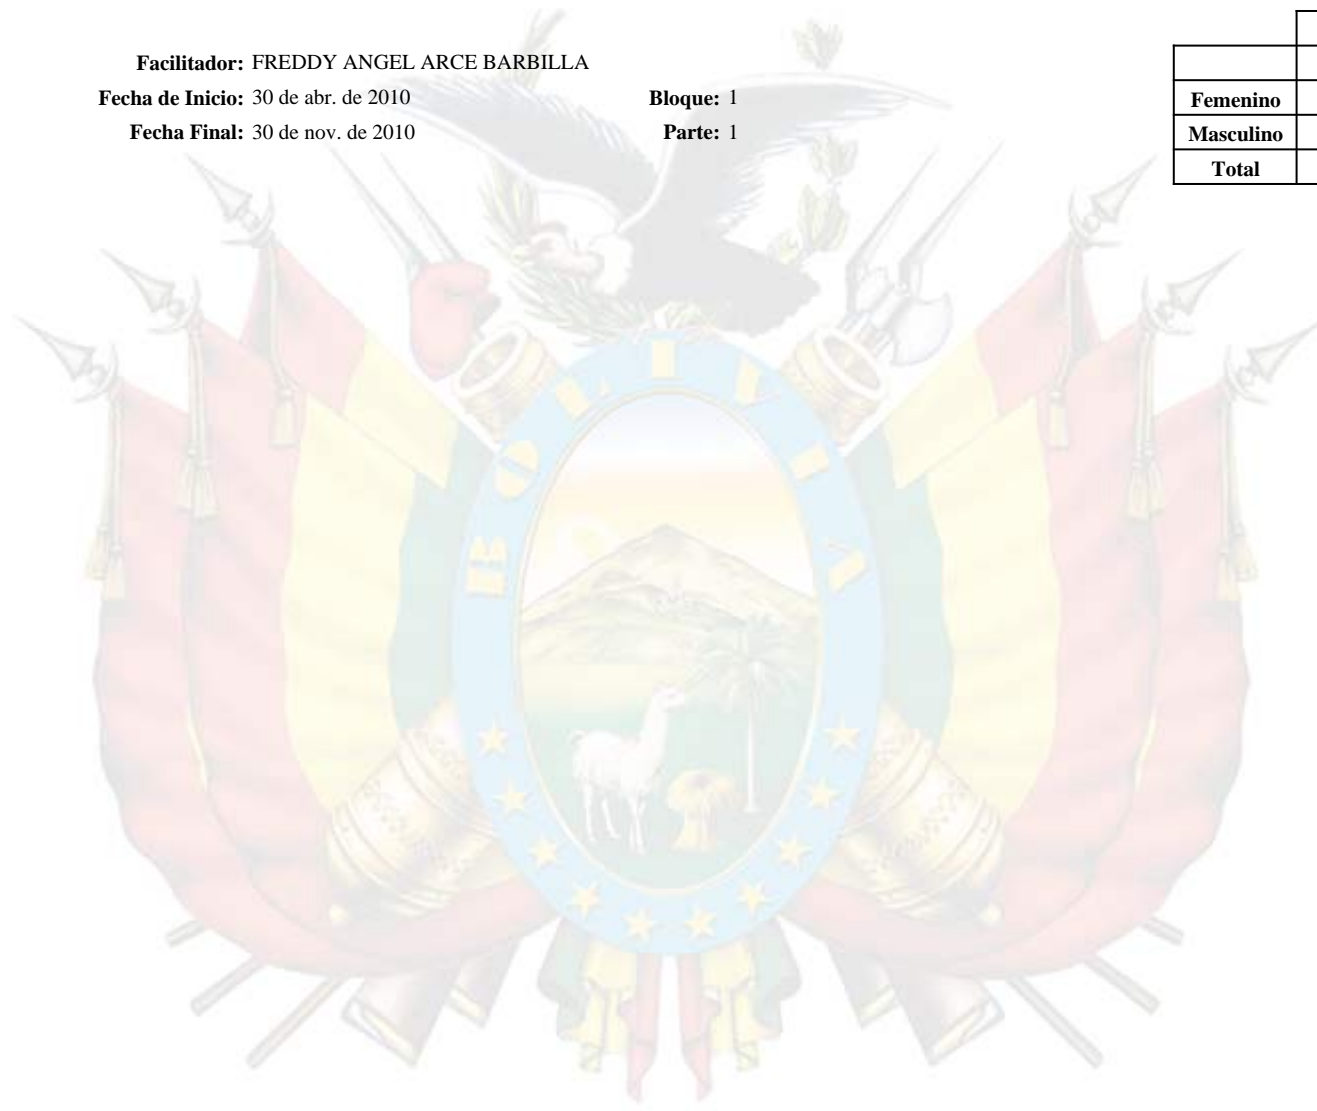 Facilitador: FREDDY ANGEL ARCE BARBILLA
Fecha de Inicio: 30 de abr. de 2010 Bloque: 1
Fecha Final: 30 de nov. de 2010 Parte: 1
Femenino
Masculino
Total
BOLIVIA